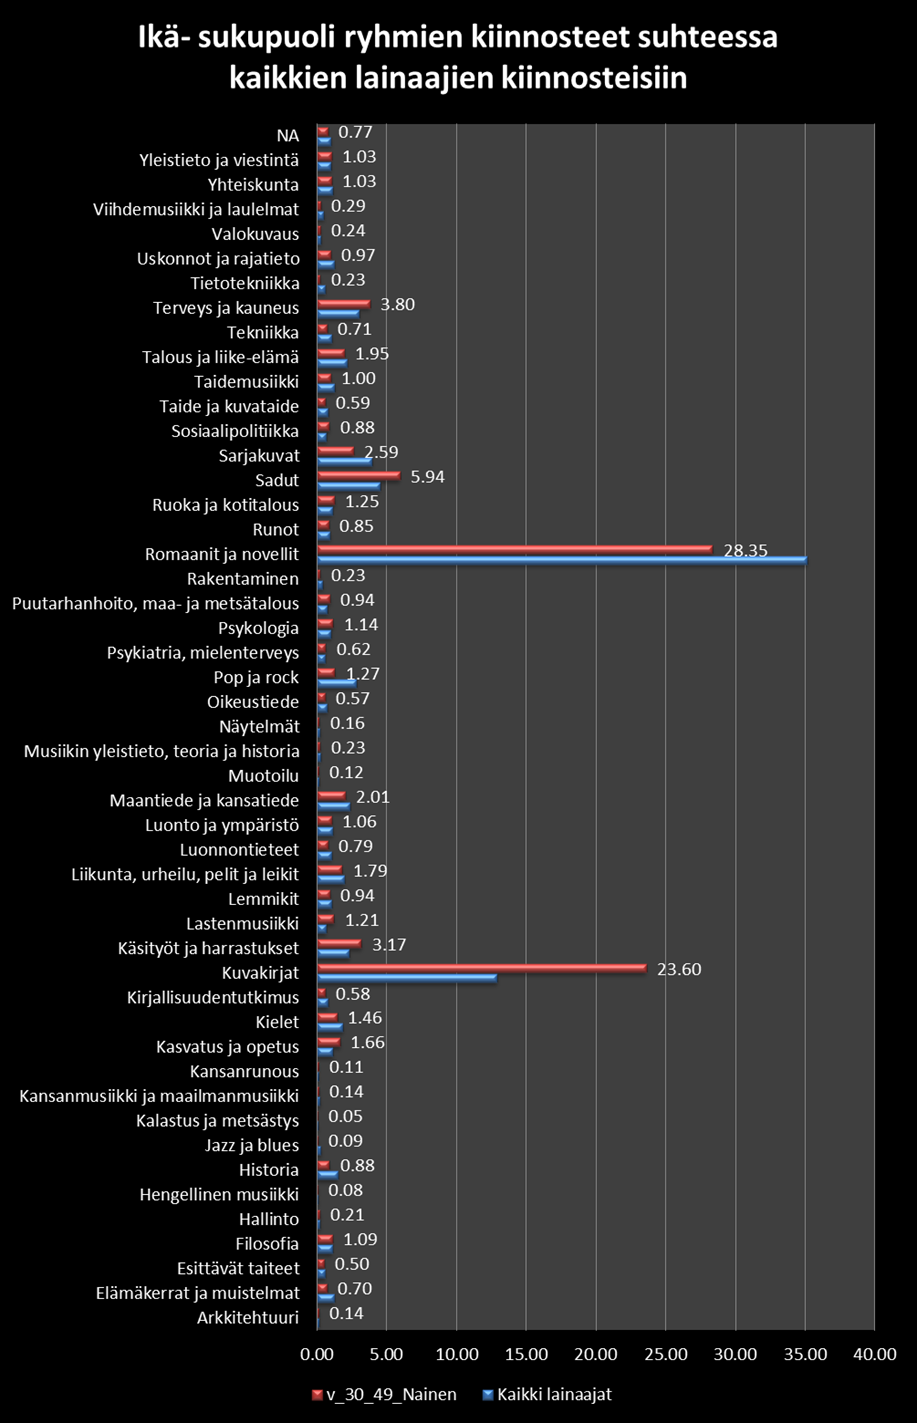 Ikä- sukupuoli ryhmien kiinnosteet suhteessa
kaikkien lainaajien kiinnosteisiin
NA 0.77
Yleistieto ja viestintä 1.03
Yhteiskunta 1.03
Viihdemusiikki ja laulelmat 0.29
Valokuvaus 0.24
Uskonnot ja rajatieto 0.97
Tietotekniikka 0.23
Terveys ja kauneus 3.80
Tekniikka 0.71
Talous ja liike-elämä 1.95
Taidemusiikki 1.00
Taide ja kuvataide 0.59
Sosiaalipolitiikka 0.88
Sarjakuvat 2.59
Sadut 5.94
Ruoka ja kotitalous 1.25
Runot 0.85
Romaanit ja novellit 28.35
Rakentaminen 0.23
Puutarhanhoito, maa- ja metsätalous 0.94
Psykologia 1.14
Psykiatria, mielenterveys 0.62
Pop ja rock 1.27
Oikeustiede 0.57
Näytelmät 0.16
Musiikin yleistieto, teoria ja historia 0.23
Muotoilu 0.12
Maantiede ja kansatiede 2.01
Luonto ja ympäristö 1.06
Luonnontieteet 0.79
Liikunta, urheilu, pelit ja leikit 1.79
Lemmikit 0.94
Lastenmusiikki 1.21
Käsityöt ja harrastukset 3.17
Kuvakirjat 23.60
Kirjallisuudentutkimus 0.58
Kielet 1.46
Kasvatus ja opetus 1.66
Kansanrunous 0.11
Kansanmusiikki ja maailmanmusiikki 0.14
Kalastus ja metsästys 0.05
Jazz ja blues 0.09
Historia 0.88
Hengellinen musiikki 0.08
Hallinto 0.21
Filosofia 1.09
Esittävät taiteet 0.50
Elämäkerrat ja muistelmat 0.70
Arkkitehtuuri 0.14
0.00 5.00 10.00 15.00 20.00 25.00 30.00 35.00 40.00
v_30_49_Nainen Kaikki lainaajat